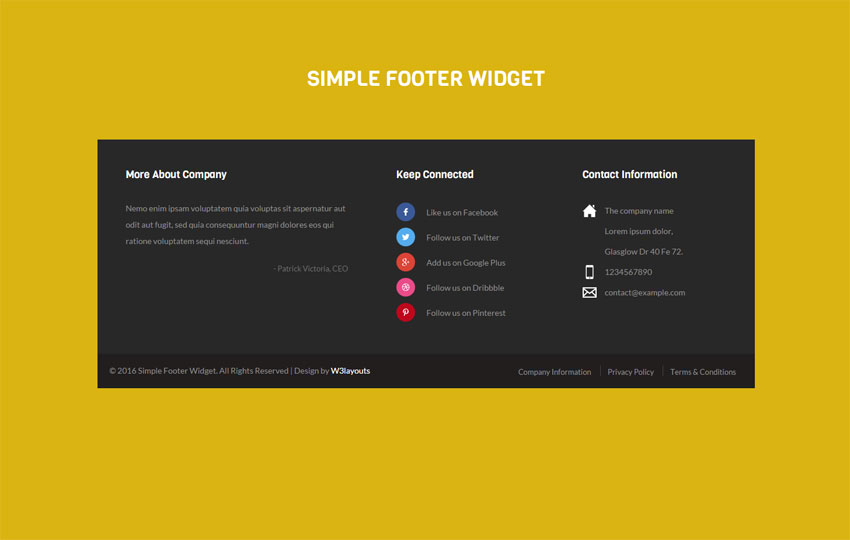 SIMPLE FOOTER WIDGET
More About Company
Nemo enim ipsam voluptatem quia voluptas sit aspernatur aut
odit aut fugit, sed quia consequuntur magni dolores eos qui
ratione voluptatem sequi nesciunt.
- Patrick Victoria, CEO
Keep Connected
Like us on Facebook
Follow us on Twitter
Add us on Google Plus
Follow us on Dribbble
Follow us on Pinterest
Contact Information
The company name
Lorem ipsum dolor,
Glasglow Dr 40 Fe 72.
1234567890
contact@example.com
© 2016 Simple Footer Widget. All Rights Reserved | Design by W3layouts
Company Information | Privacy Policy | Terms & Conditions